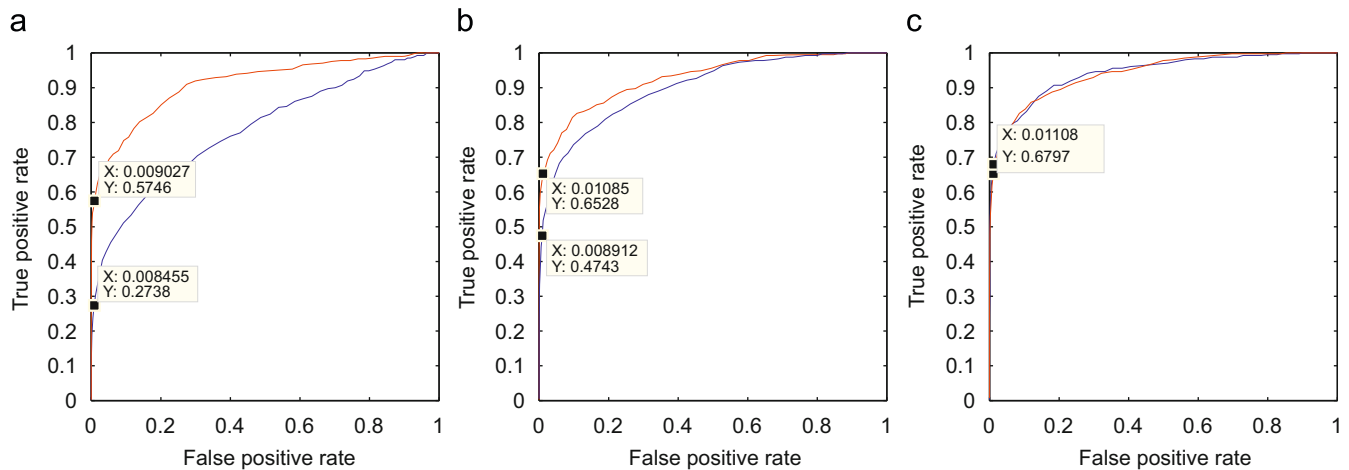 a
1
0.9
0.8
0.7
0.6
0.5
0.4
0.3
0.2
0.1
0
0 0.2 0.4 0.6 0.8 1
True positive rate
False positive rate
X: 0.009027
Y: 0.5746
X: 0.008455
Y: 0.2738
b
1
0.9
0.8
0.7
0.6
0.5
0.4
0.3
0.2
0.1
0
0 0.2 0.4 0.6 0.8 1
True positive rate
False positive rate
X: 0.01085
Y: 0.6528
X: 0.008912
Y: 0.4743
c
1
0.9
0.8
0.7
0.6
0.5
0.4
0.3
0.2
0.1
0
0 0.2 0.4 0.6 0.8 1
True positive rate
False positive rate
X: 0.01108
Y: 0.6797